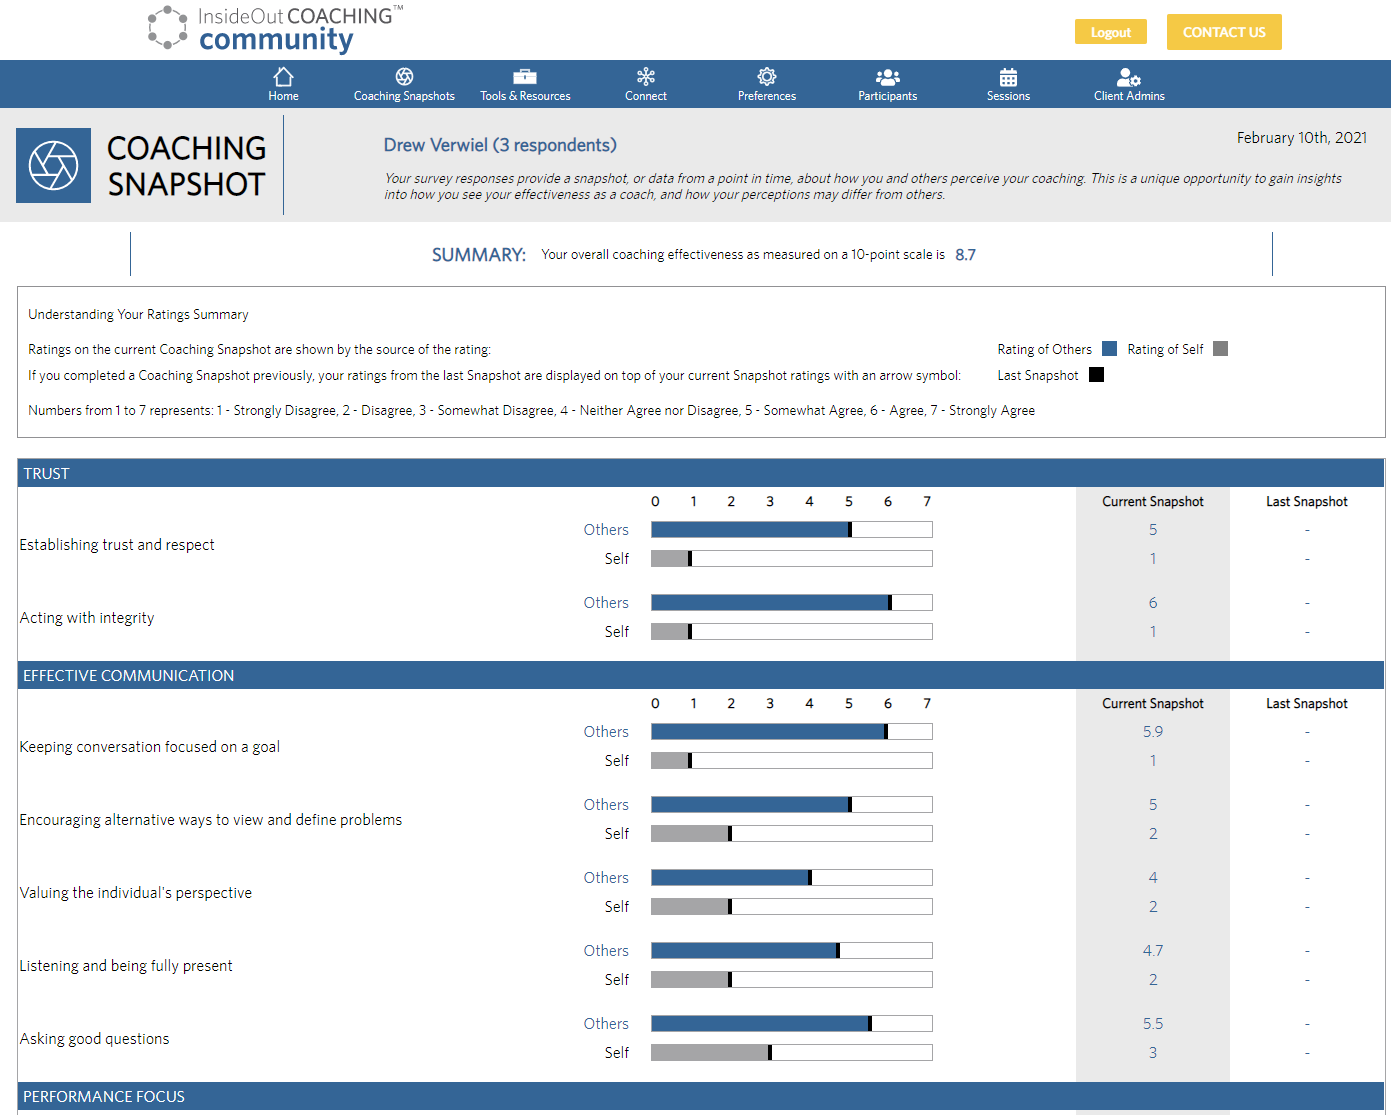 InsideOut COACHING™
community
Logout
CONTACT US
Home
Coaching Snapshots
Tools & Resources
Connect
Preferences
Participants
Sessions
Client Admins
COACHING
SNAPSHOT
Drew Verwiel (3 respondents)
February 10th, 2021
Your survey responses provide a snapshot, or data from a point in time, about how you and others perceive your coaching. This is a unique opportunity to gain insights
into how you see your effectiveness as a coach, and how your perceptions may differ from others.
SUMMARY: Your overall coaching effectiveness as measured on a 10-point scale is 8.7
Understanding Your Ratings Summary
Ratings on the current Coaching Snapshot are shown by the source of the rating: Rating of Others Rating of Self
If you completed a Coaching Snapshot previously, your ratings from the last Snapshot are displayed on top of your current Snapshot ratings with an arrow symbol: Last Snapshot
Numbers from 1 to 7 represents: 1 - Strongly Disagree, 2 - Disagree, 3 - Somewhat Disagree, 4 - Neither Agree nor Disagree, 5 - Somewhat Agree, 6 - Agree, 7 - Strongly Agree
TRUST
0 1 2 3 4 5 6 7 Current Snapshot Last Snapshot
Others 5 -
Establishing trust and respect
Self 1 -
Others 6 -
Acting with integrity
Self 1 -
EFFECTIVE COMMUNICATION
0 1 2 3 4 5 6 7 Current Snapshot Last Snapshot
Others 5.9 -
Keeping conversation focused on a goal
Self 1 -
Others 5 -
Encouraging alternative ways to view and define problems
Self 2 -
Others 4 -
Valuing the individual's perspective
Self 2 -
Others 4.7 -
Listening and being fully present
Self 2 -
Others 5.5 -
Asking good questions
Self 3 -
PERFORMANCE FOCUS